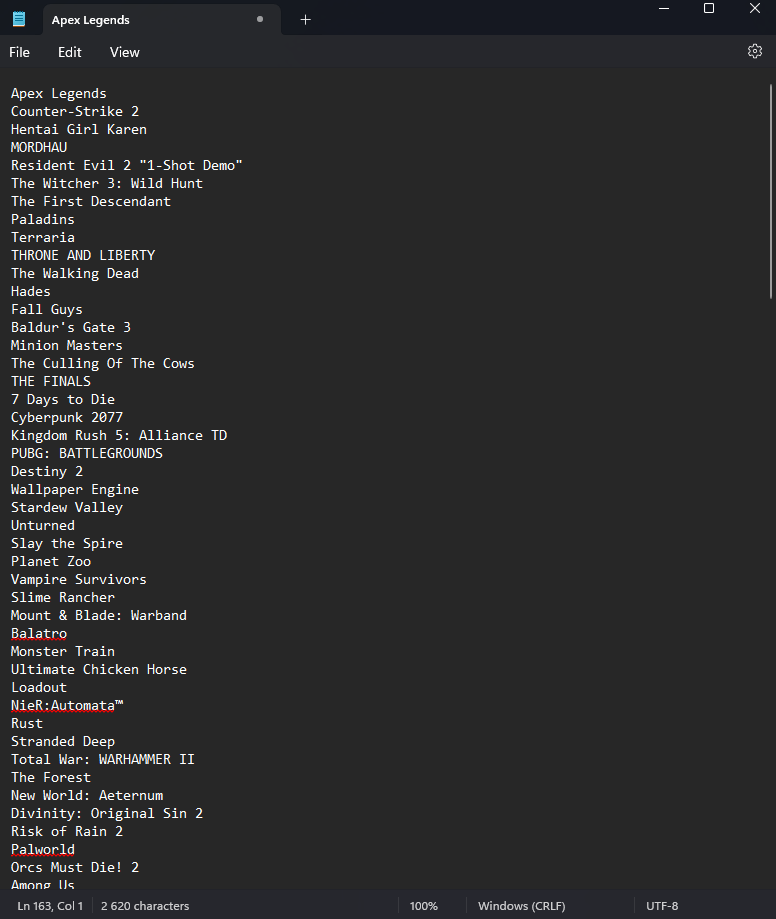 Apex Legends
File Edit View
Apex Legends
Counter-Strike 2
Hentai Girl Karen
MORDHAU
Resident Evil 2 "1-Shot Demo"
The Witcher 3: Wild Hunt
The First Descendant
Paladins
Terraria
THRONE AND LIBERTY
The Walking Dead
Hades
Fall Guys
Baldur's Gate 3
Minion Masters
The Culling Of The Cows
THE FINALS
7 Days to Die
Cyberpunk 2077
Kingdom Rush 5: Alliance TD
PUBG: BATTLEGROUNDS
Destiny 2
Wallpaper Engine
Stardew Valley
Unturned
Slay the Spire
Planet Zoo
Vampire Survivors
Slime Rancher
Mount & Blade: Warband
Balatro
Monster Train
Ultimate Chicken Horse
Loadout
NieR:Automata™
Rust
Stranded Deep
Total War: WARHAMMER II
The Forest
New World: Aeternum
Divinity: Original Sin 2
Risk of Rain 2
Palworld
Orcs Must Die! 2
Among Us
Ln 163, Col 1 2 620 characters 100% Windows (CRLF) UTF-8